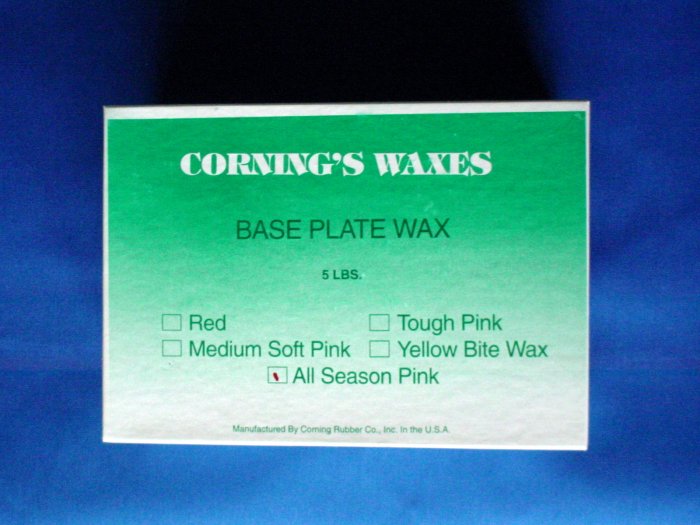 CORNING'S WAXES
BASE PLATE WAX
5 LBS.
Red Tough Pink
Medium Soft Pink Yellow Bite Wax
All Season Pink
Manufactured By Corning Rubber Co., Inc. In the U.S.A.